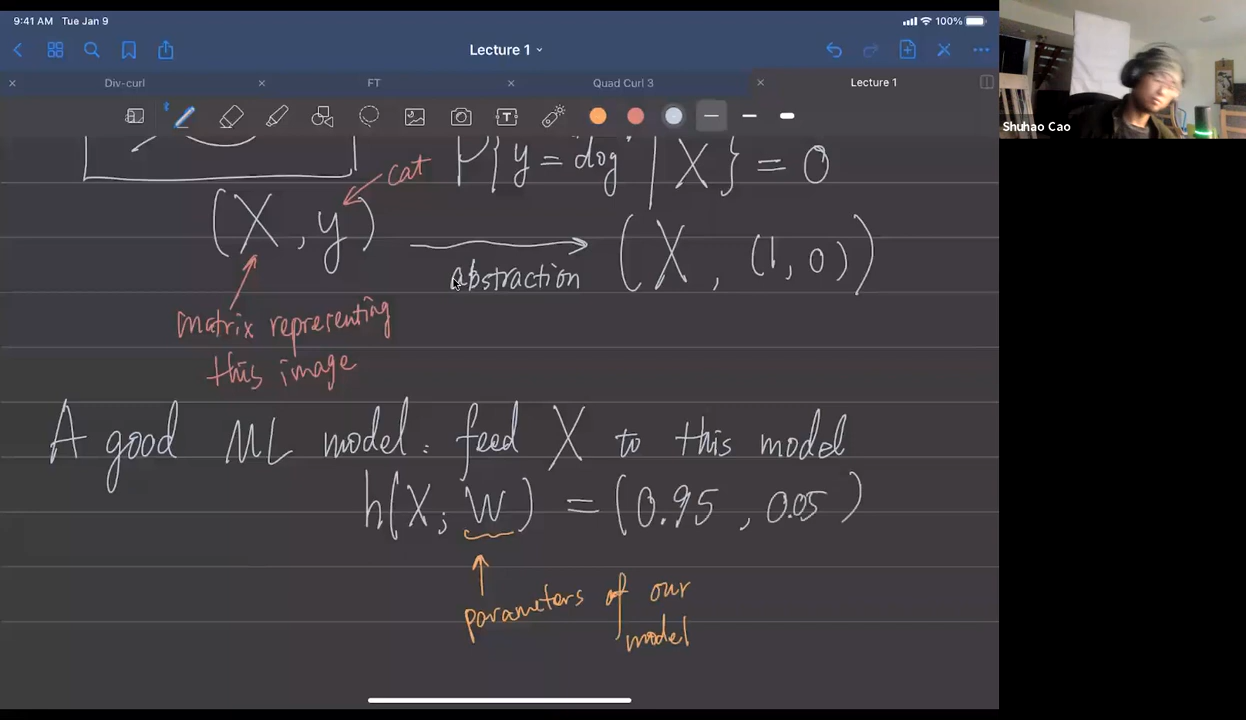 9:41 AM Tue Jan 9
100%
Lecture 1
Div-curl
FT
Quad Curl 3
Lecture 1
Shuhao Cao
P{y = "dog" | X} = 0
cat
(X, y)
abstraction
(X, (1, 0))
matrix representing
this image
A good ML model: feed X to this model
h(X; W) = (0.95, 0.05)
parameters of our
model